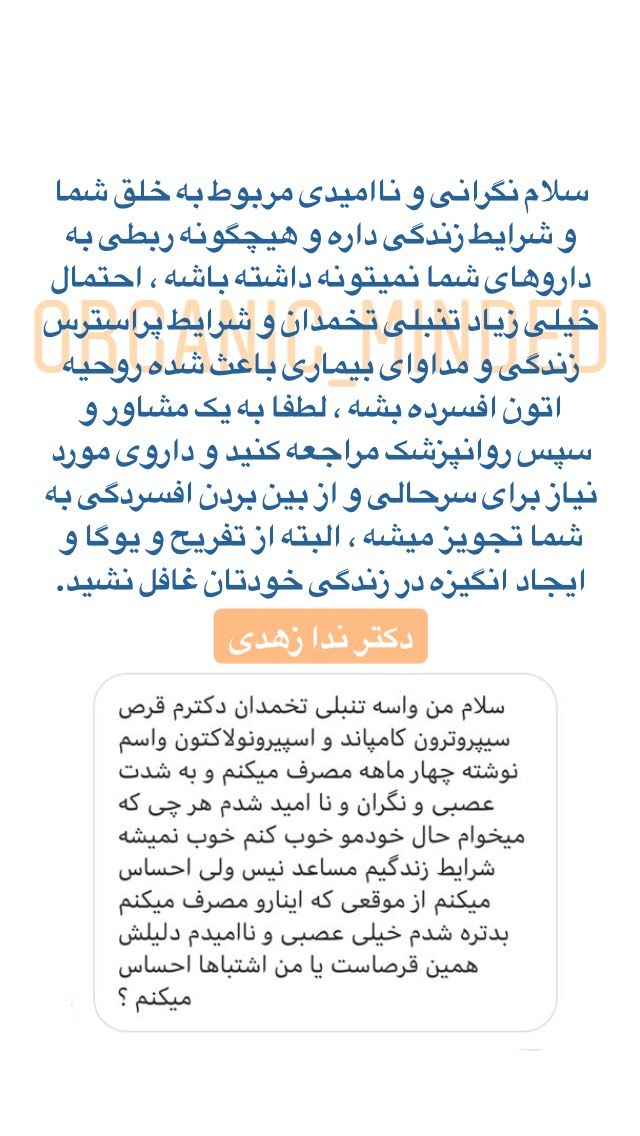 سلام نگرانی و ناامیدی مربوط به خلق شما
و شرایط زندگی داره و هیچگونه ربطی به
داروهای شما نمیتونه داشته باشه ، احتمال
ORGANIC_MINDED
خیلی زیاد تنبلی تخمدان و شرایط پراسترس
زندگی و مداوای بیماری باعث شده روحیه
اتون افسرده بشه ، لطفا به یک مشاور و
سپس روانپزشک مراجعه کنید و داروی مورد
نیاز برای سرحالی و از بین بردن افسردگی به
شما تجویز میشه ، البته از تفریح و یوگا و
ایجاد انگیزه در زندگی خودتان غافل نشید.
دکتر ندا زهدی
سلام من واسه تنبلی تخمدان دکترم قرص
سیپروترون کامپاند و اسپیرونولاکتون واسم
نوشته چهار ماهه مصرف میکنم و به شدت
عصبی و نگران و نا امید شدم هر چی که
میخوام حال خودمو خوب کنم خوب نمیشه
شرایط زندگیم مساعد نیس ولی احساس
میکنم از موقعی که اینارو مصرف میکنم
بدتره شدم خیلی عصبی و ناامیدم دلیلش
همین قرصاست یا من اشتباها احساس
میکنم ؟